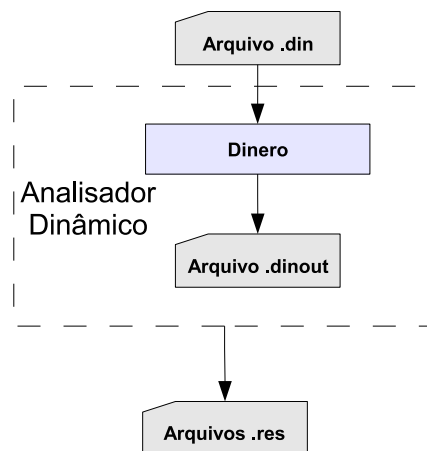 Arquivo .din
Dinero
Analisador
Dinâmico
Arquivo .dinout
Arquivos .res